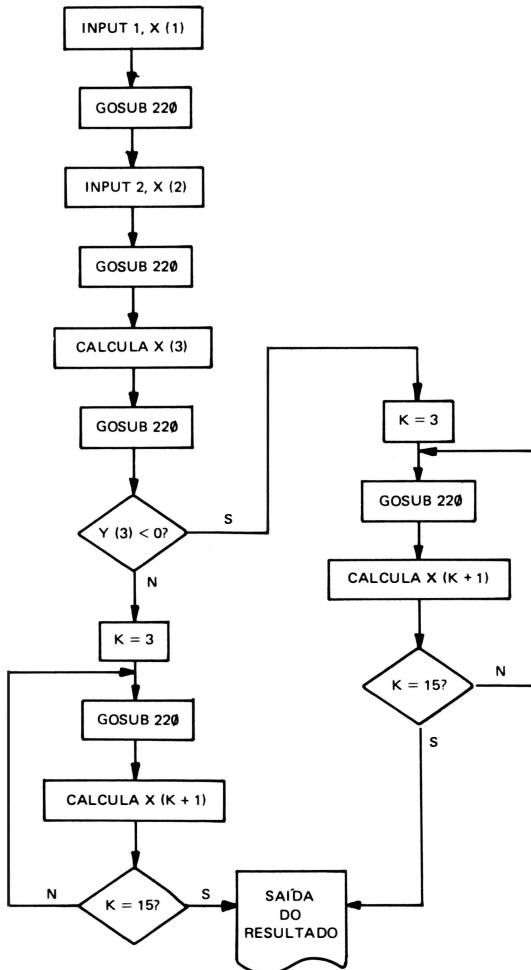 INPUT 1, X (1)
GOSUB 220
INPUT 2, X (2)
GOSUB 220
CALCULA X (3)
GOSUB 220
Y (3) < 0?
S
N
K = 3
GOSUB 220
CALCULA X (K + 1)
K = 15?
N
S
K = 3
GOSUB 220
CALCULA X (K + 1)
K = 15?
N
S
SAÍDA
DO
RESULTADO